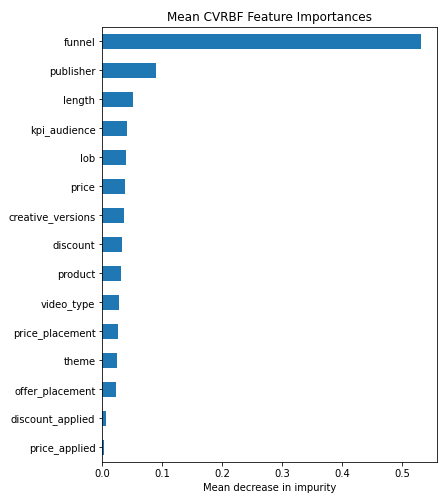 Mean CVRBF Feature Importances
funnel
publisher
length
kpi_audience
lob
price
creative_versions
discount
product
video_type
price_placement
theme
offer_placement
discount_applied
price_applied
0.0 0.1 0.2 0.3 0.4 0.5
Mean decrease in impurity